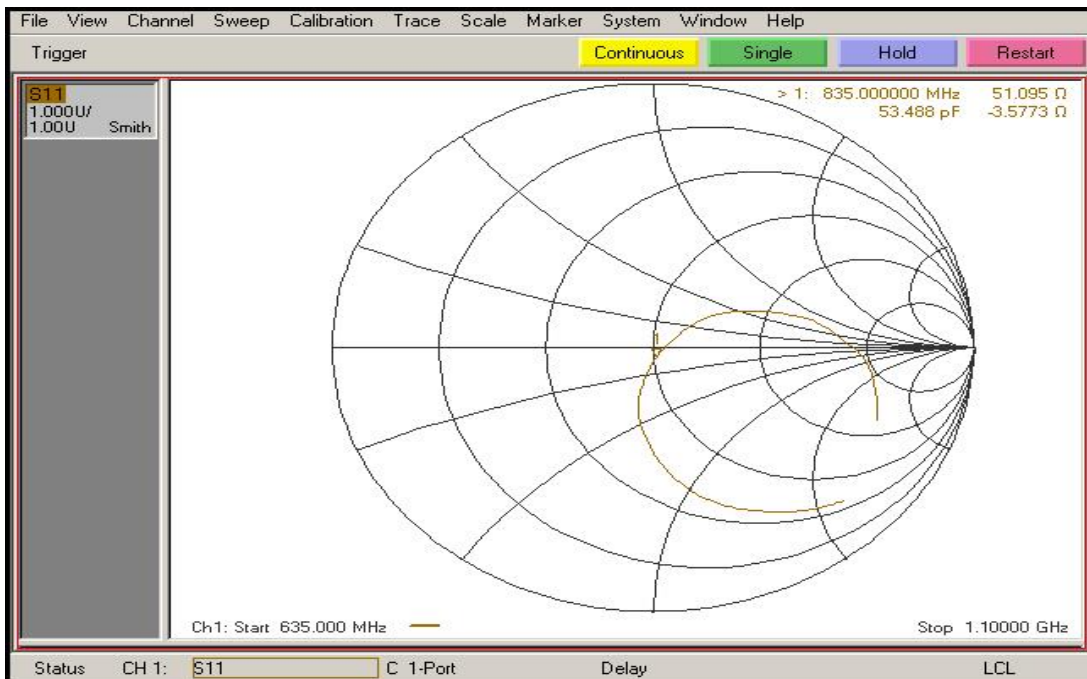 File View Channel Sweep Calibration Trace Scale Marker System Window Help
Trigger Continuous Single Hold Restart
S11
1.000U/
1.00U Smith
> 1: 835.000000 MHz 51.095 Ω
53.488 pF -3.5773 Ω
Ch1: Start 635.000 MHz Stop 1.10000 GHz
Status CH 1: S11 C 1-Port Delay LCL